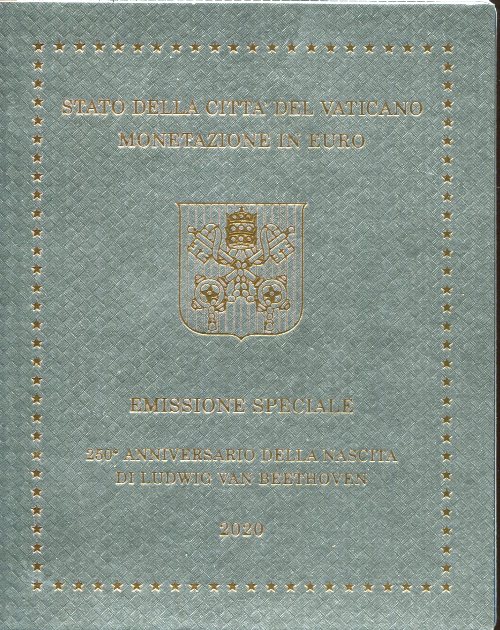 STATO DELLA CITTA' DEL VATICANO
MONETAZIONE IN EURO
EMISSIONE SPECIALE
250° ANNIVERSARIO DELLA NASCITA
DI LUDWIG VAN BEETHOVEN
2020